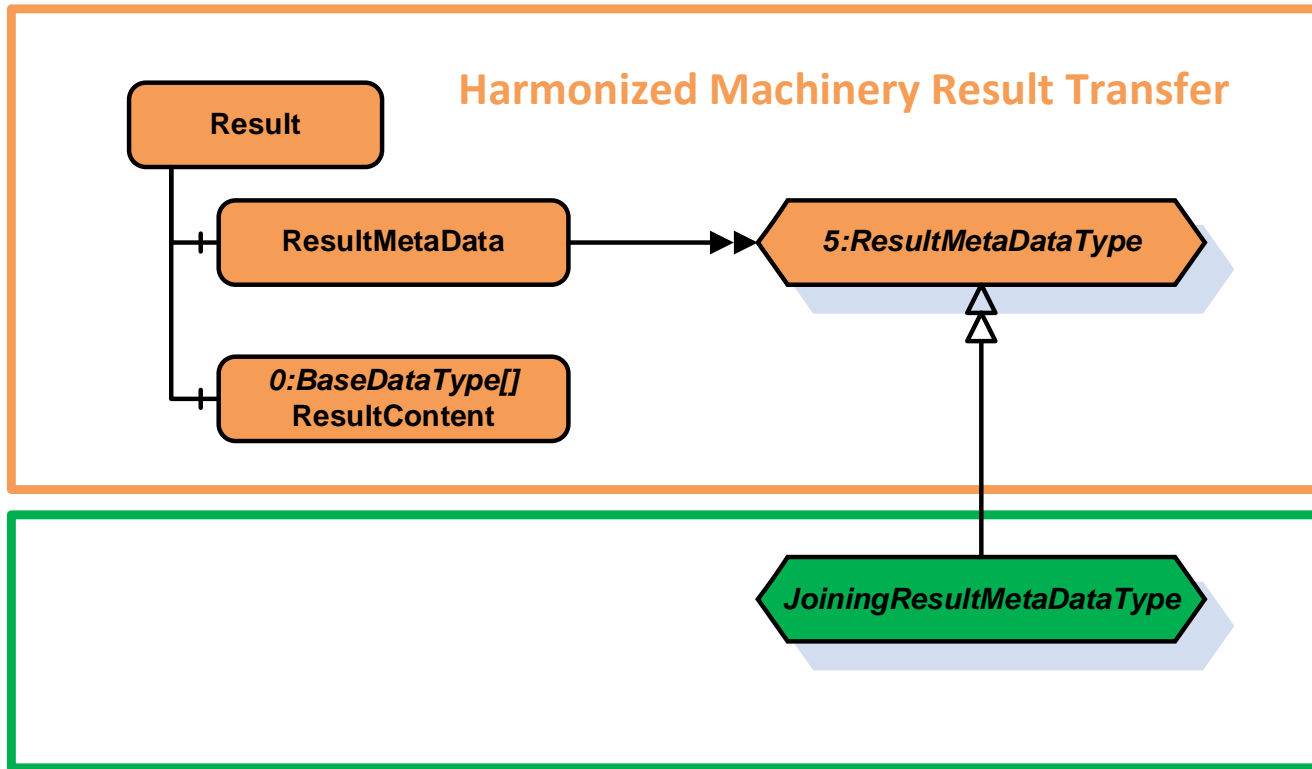 Harmonized Machinery Result Transfer
Result
ResultMetaData
5:ResultMetaDataType
0:BaseDataType[]
ResultContent
JoiningResultMetaDataType